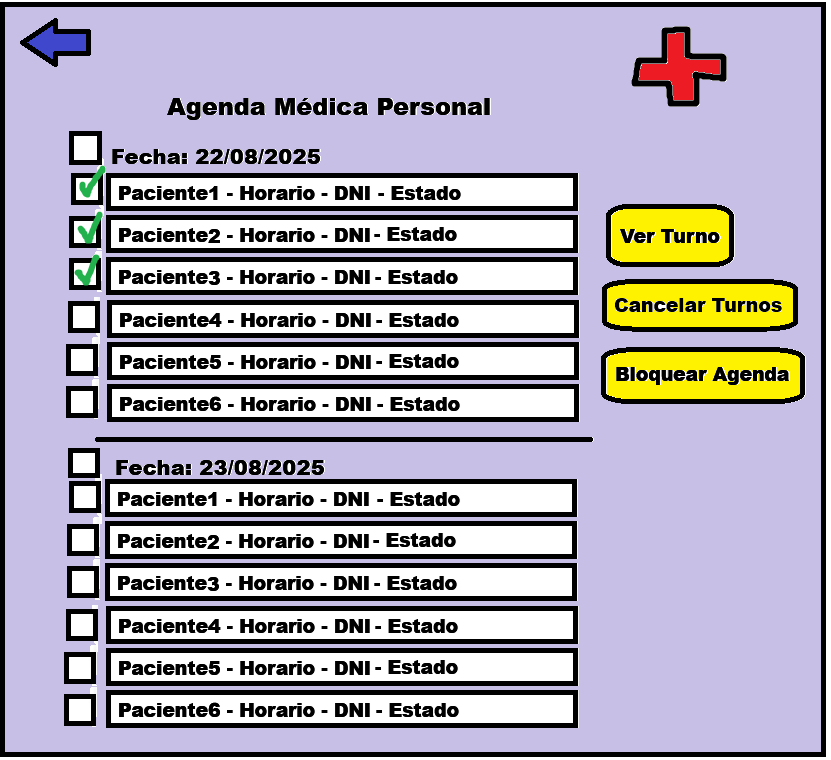 Agenda Médica Personal
Fecha: 22/08/2025
Paciente1 - Horario - DNI - Estado
Paciente2 - Horario - DNI - Estado
Paciente3 - Horario - DNI - Estado
Paciente4 - Horario - DNI - Estado
Paciente5 - Horario - DNI - Estado
Paciente6 - Horario - DNI - Estado
Ver Turno
Cancelar Turnos
Bloquear Agenda
Fecha: 23/08/2025
Paciente1 - Horario - DNI - Estado
Paciente2 - Horario - DNI - Estado
Paciente3 - Horario - DNI - Estado
Paciente4 - Horario - DNI - Estado
Paciente5 - Horario - DNI - Estado
Paciente6 - Horario - DNI - Estado